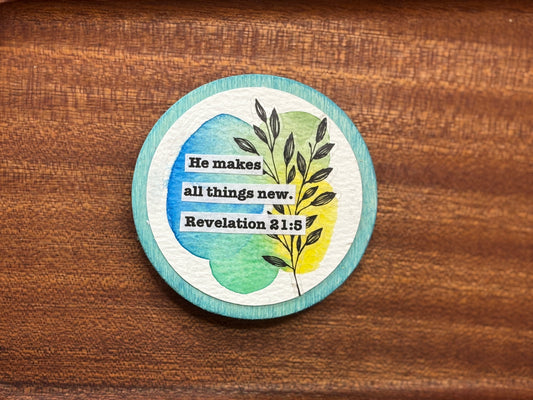 He makes
all things new.
Revelation 21:5